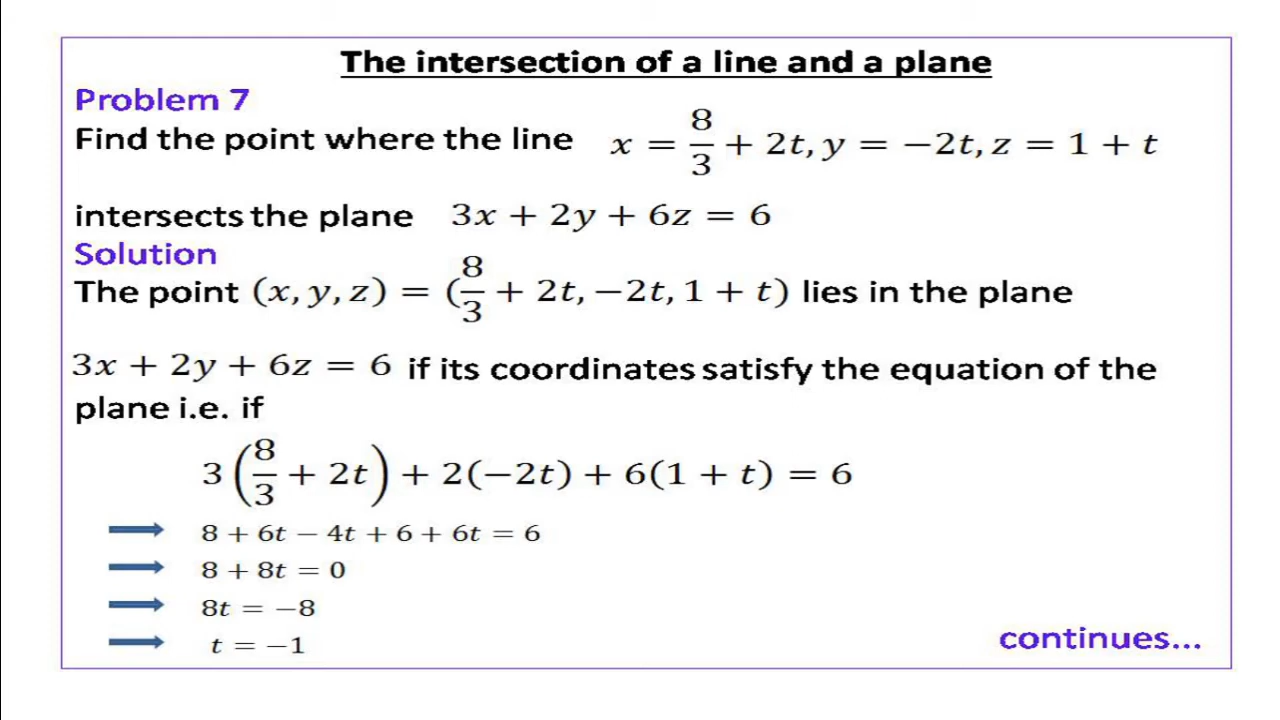 The intersection of a line and a plane
Problem 7
Find the point where the line x = 8/3 + 2t, y = −2t, z = 1 + t
intersects the plane 3x + 2y + 6z = 6
Solution
The point (x, y, z) = (8/3 + 2t, −2t, 1 + t) lies in the plane
3x + 2y + 6z = 6 if its coordinates satisfy the equation of the
plane i.e. if
3(8/3 + 2t) + 2(−2t) + 6(1 + t) = 6
8 + 6t − 4t + 6 + 6t = 6
8 + 8t = 0
8t = −8
t = −1
continues...